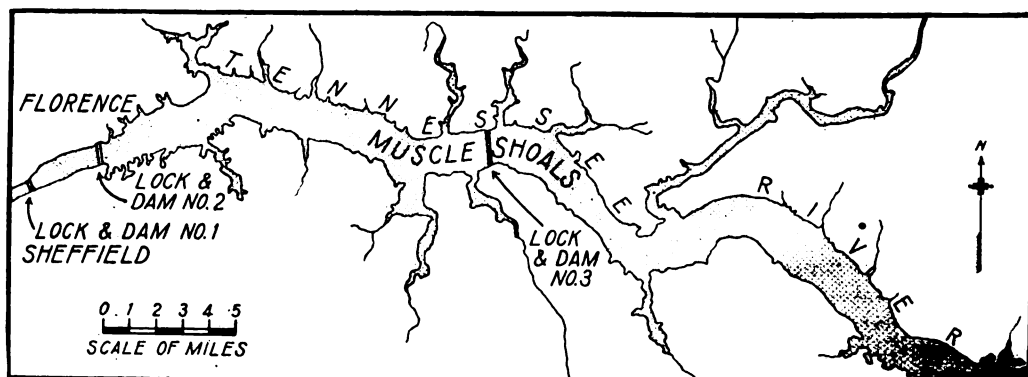 TENNESSEE RIVER
FLORENCE
MUSCLE SHOALS
LOCK &
DAM NO.2
LOCK & DAM NO.1
SHEFFIELD
LOCK
& DAM
NO.3
N
0 1 2 3 4 5
SCALE OF MILES